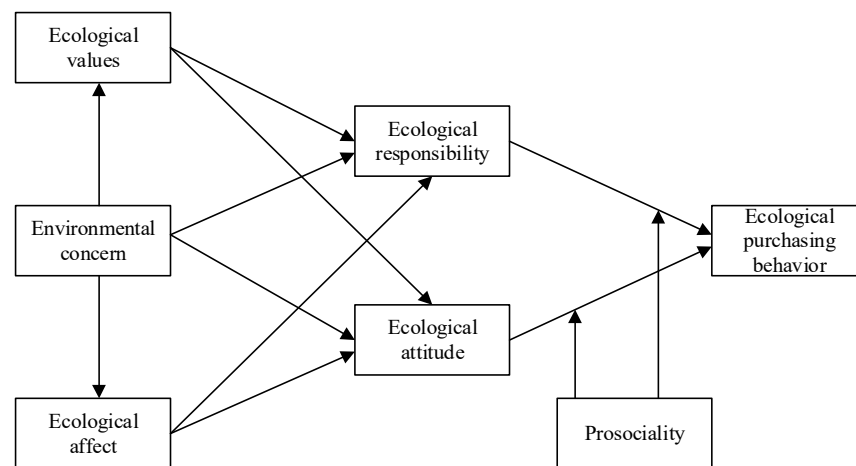 Ecological
values
Ecological
responsibility
Environmental
concern
Ecological
purchasing
behavior
Ecological
attitude
Ecological
affect
Prosociality